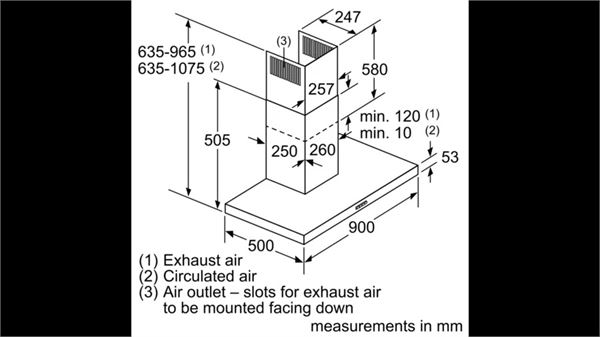 247
(3)
635-965 (1)
635-1075 (2)
580
257
505
min. 120 (1)
min. 10 (2)
250
260
53
500
900
(1) Exhaust air
(2) Circulated air
(3) Air outlet – slots for exhaust air
to be mounted facing down
measurements in mm